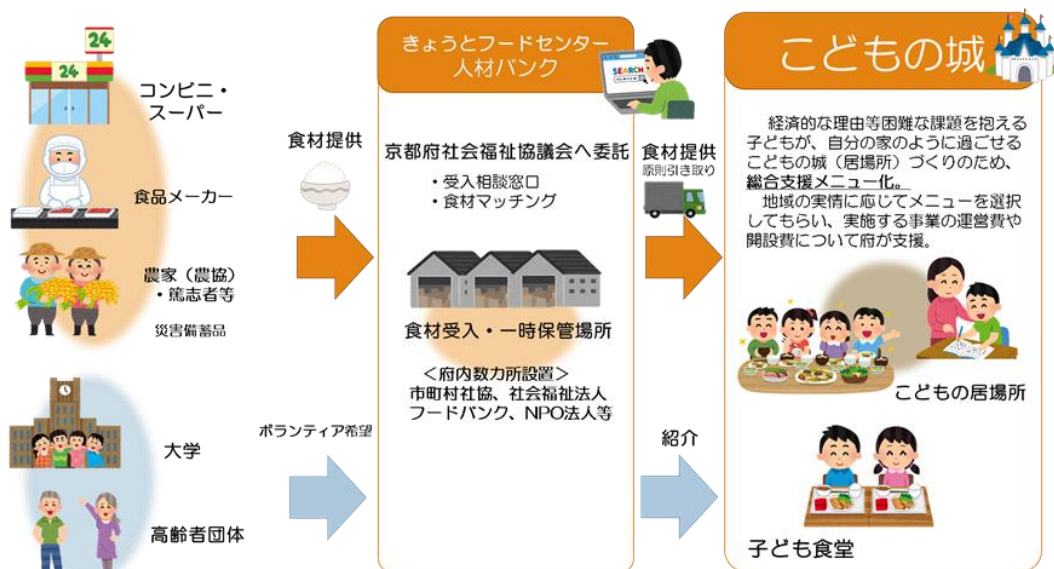 24
24
コンビニ・
スーパー
食品メーカー
農家（農協）
・篤志者等
災害備蓄品
大学
高齢者団体
食材提供
ボランティア希望
きょうとフードセンター
人材バンク
SEARCH
京都府社会福祉協議会へ委託
・受入相談窓口
・食材マッチング
食材受入・一時保管場所
＜府内数カ所設置＞
市町村社協、社会福祉法人
フードバンク、NPO法人等
食材提供
原則引き取り
紹介
こどもの城
経済的な理由等困難な課題を抱える
子どもが、自分の家のように過ごせる
こどもの城（居場所）づくりのため、
総合支援メニュー化。
地域の実情に応じてメニューを選択
してもらい、実施する事業の運営費や
開設費について府が支援。
こどもの居場所
子ども食堂